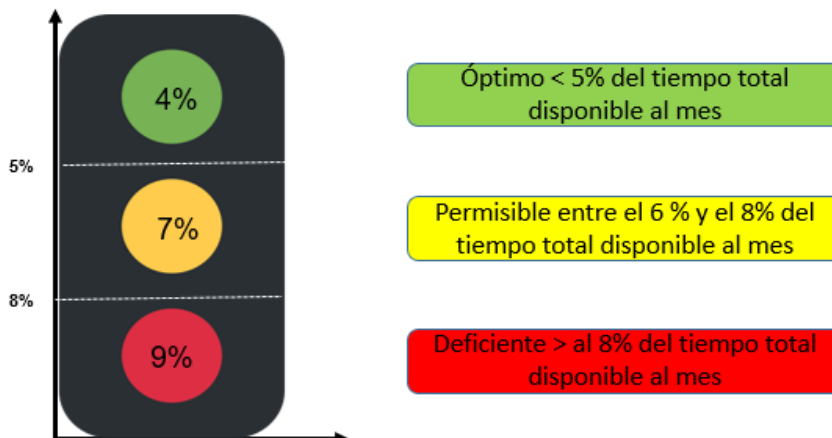 4%
Óptimo < 5% del tiempo total
disponible al mes
5%
7%
Permisible entre el 6 % y el 8% del
tiempo total disponible al mes
8%
9%
Deficiente > al 8% del tiempo total
disponible al mes